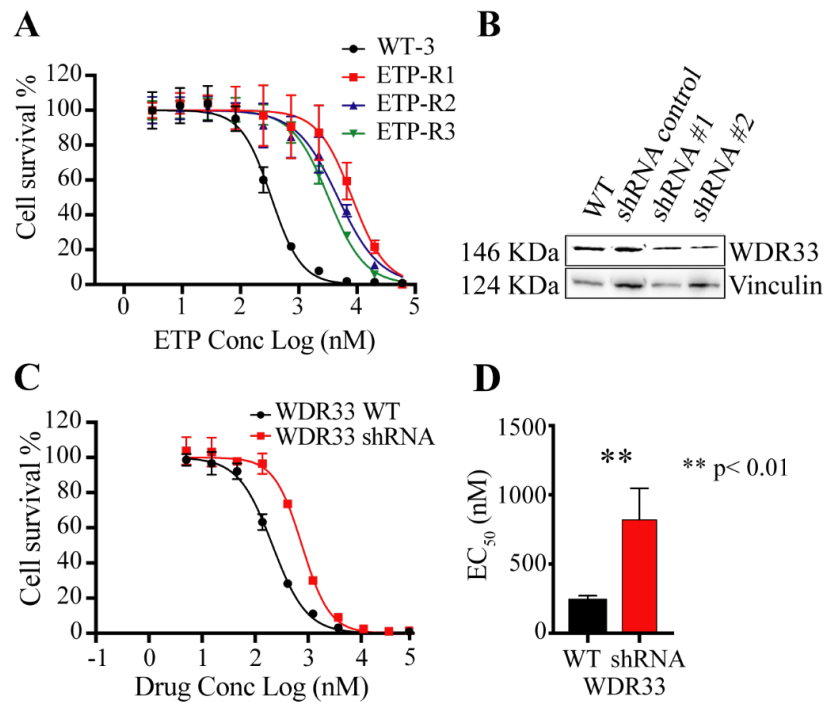 A
WT-3
ETP-R1
ETP-R2
ETP-R3
Cell survival %
120
100
80
60
40
20
0
0 1 2 3 4 5
ETP Conc Log (nM)
B
WT
shRNA control
shRNA #1
shRNA #2
146 KDa WDR33
124 KDa Vinculin
C
WDR33 WT
WDR33 shRNA
Cell survival %
120
100
80
60
40
20
0
-1 0 1 2 3 4 5
Drug Conc Log (nM)
D
EC50 (nM)
1500
1000
500
0
**
** p< 0.01
WT shRNA
WDR33